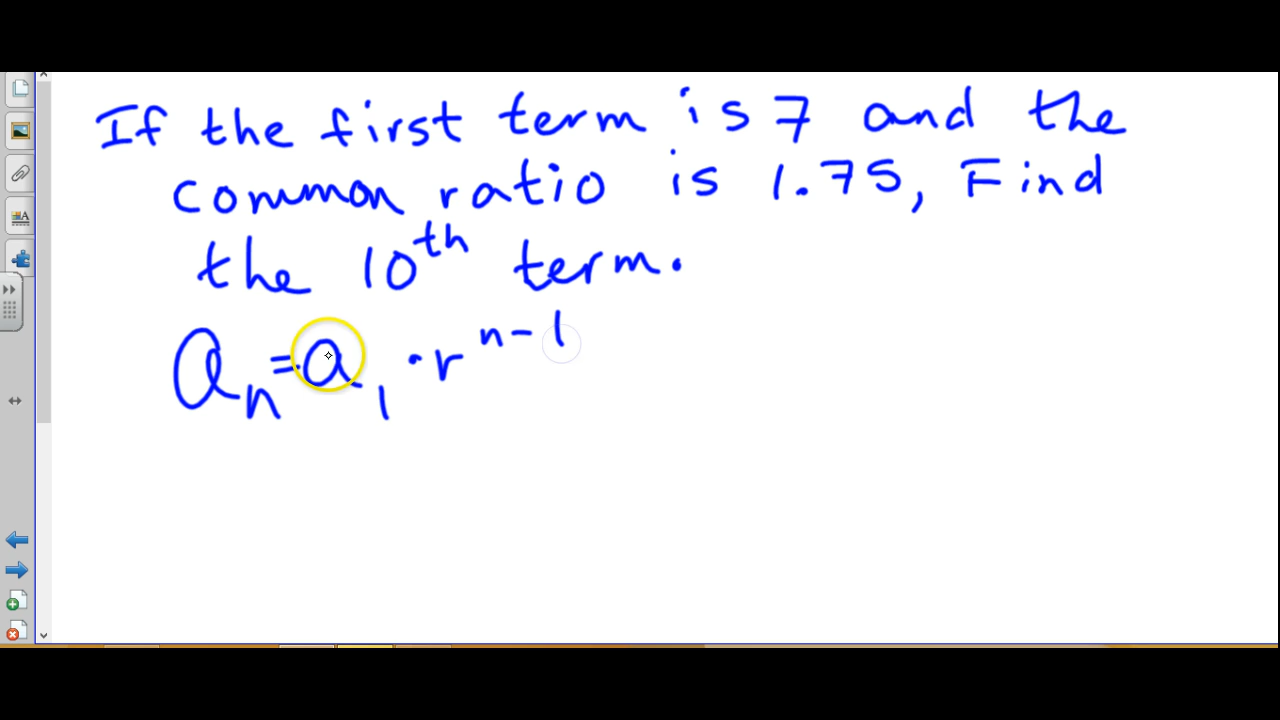 If the first term is 7 and the
common ratio is 1.75, Find
the 10th term.
an = a1 · r^n-1